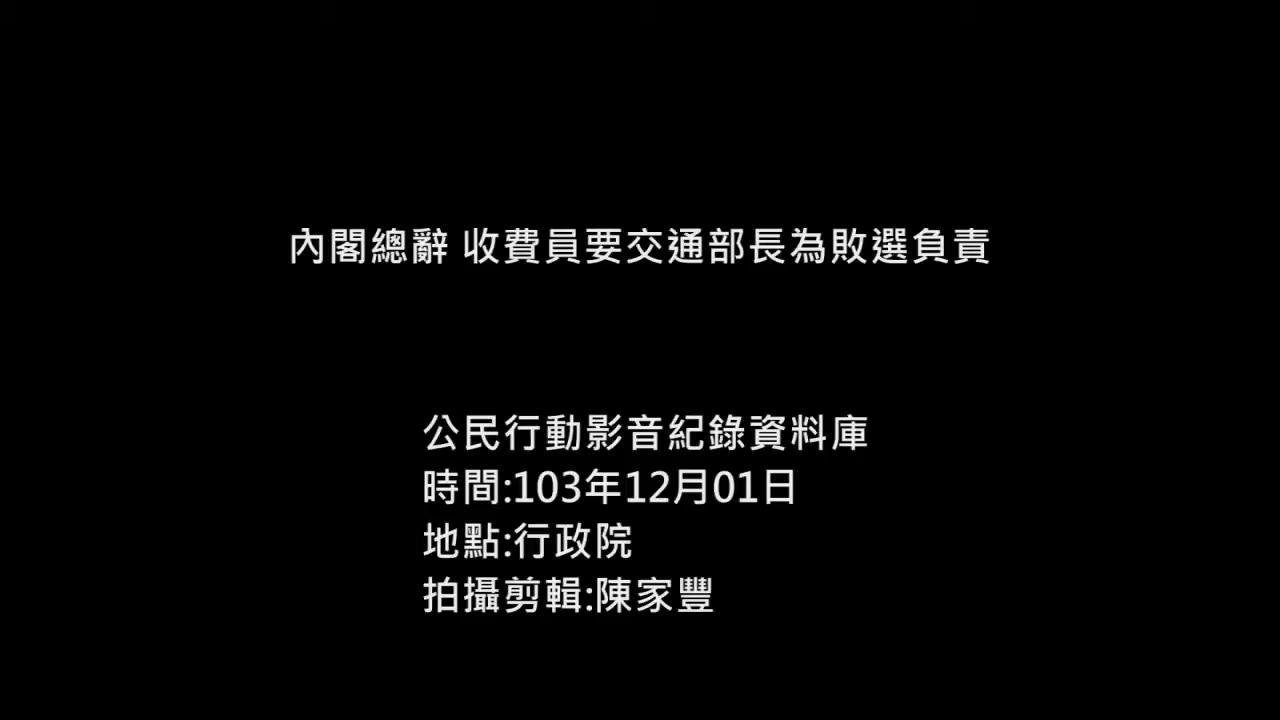 內閣總辭 收費員要交通部長為敗選負責
公民行動影音紀錄資料庫
時間:103年12月01日
地點:行政院
拍攝剪輯:陳家豐